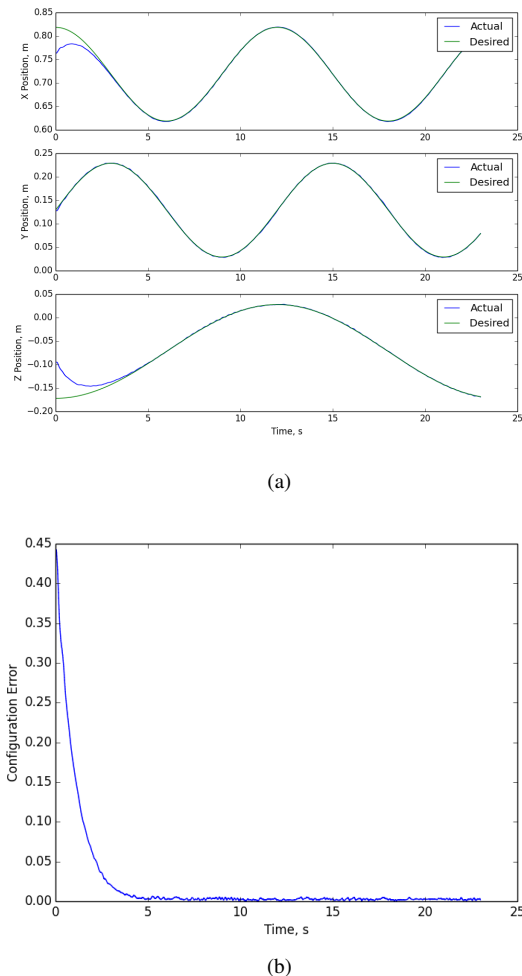 0.85
0.80
0.75
0.70
0.65
0.60
X Position, m
Actual
Desired
0 5 10 15 20 25
0.25
0.20
0.15
0.10
0.05
0.00
Y Position, m
Actual
Desired
0 5 10 15 20 25
0.05
0.00
−0.05
−0.10
−0.15
−0.20
Z Position, m
Actual
Desired
0 5 10 15 20 25
Time, s
(a)
0.45
0.40
0.35
0.30
0.25
0.20
0.15
0.10
0.05
0.00
Configuration Error
0 5 10 15 20 25
Time, s
(b)